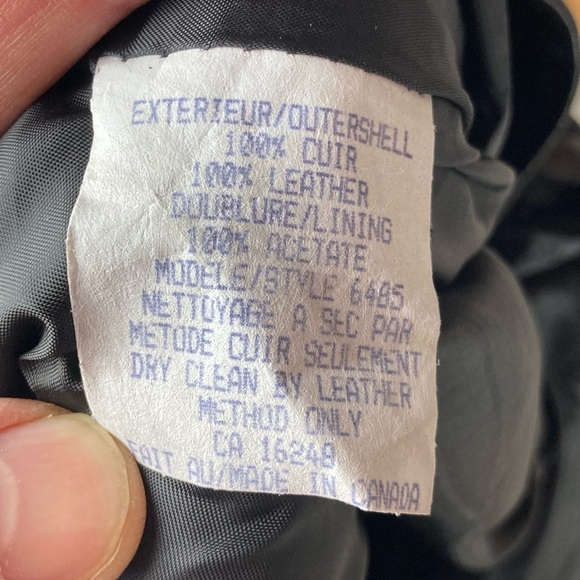 EXTERIEUR/OUTERSHELL
100% CUIR
100% LEATHER
DOUBLURE/LINING
100% ACETATE
MODELE/STYLE 6485
NETTOYAGE A SEC PAR
METODE CUIR SEULEMENT
DRY CLEAN BY LEATHER
METHOD ONLY
CA 16248
FAIT AU/MADE IN CANADA